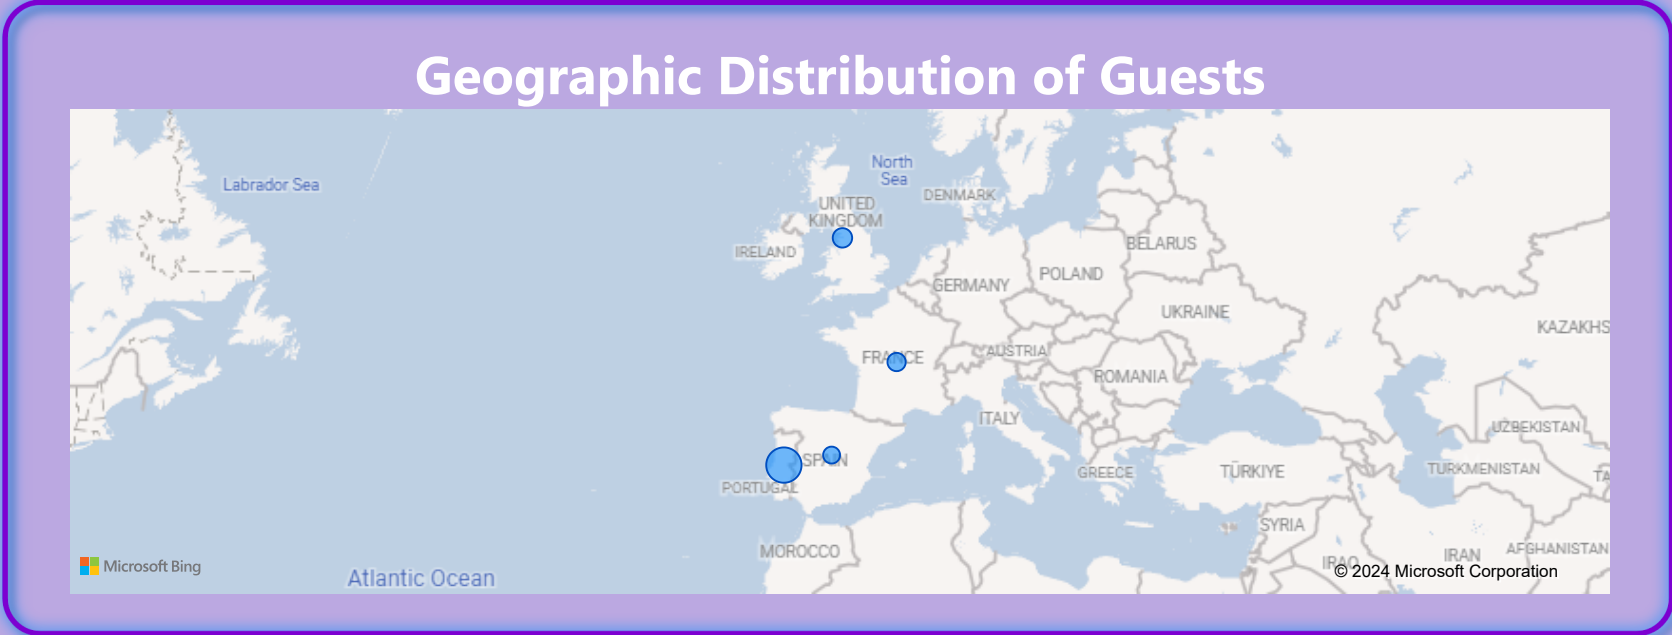 Geographic Distribution of Guests
Labrador Sea
North
Sea
DENMARK
UNITED
KINGDOM
IRELAND
BELARUS
GERMANY
POLAND
UKRAINE
KAZAKHS
FRANCE
AUSTRIA
ROMANIA
ITALY
UZBEKISTAN
SPAIN
PORTUGAL
GREECE
TÜRKIYE
TURKMENISTAN
TA
SYRIA
MOROCCO
IRAQ
IRAN
AFGHANISTAN
Microsoft Bing
Atlantic Ocean
© 2024 Microsoft Corporation